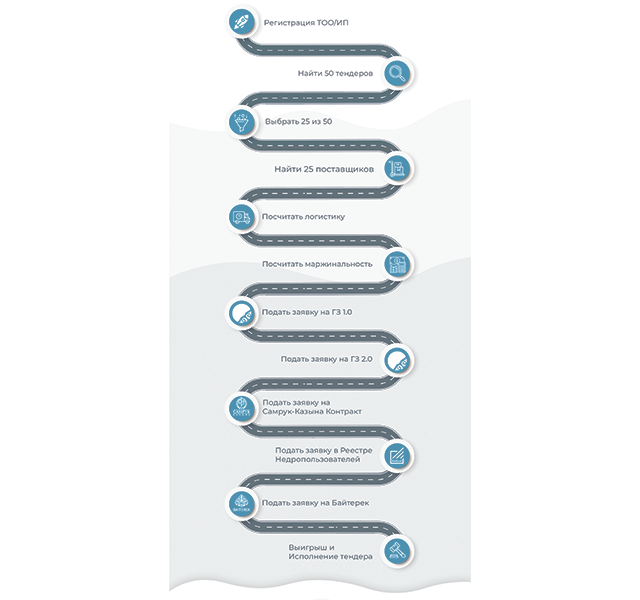 Регистрация ТОО/ИП
Найти 50 тендеров
Выбрать 25 из 50
Найти 25 поставщиков
Посчитать логистику
Посчитать маржинальность
Подать заявку на ГЗ 1.0
Подать заявку на ГЗ 2.0
Подать заявку на
Самрук-Казына Контракт
Подать заявку в Реестре
Недропользователей
Подать заявку на Байтерек
Выигрыш и
Исполнение тендера